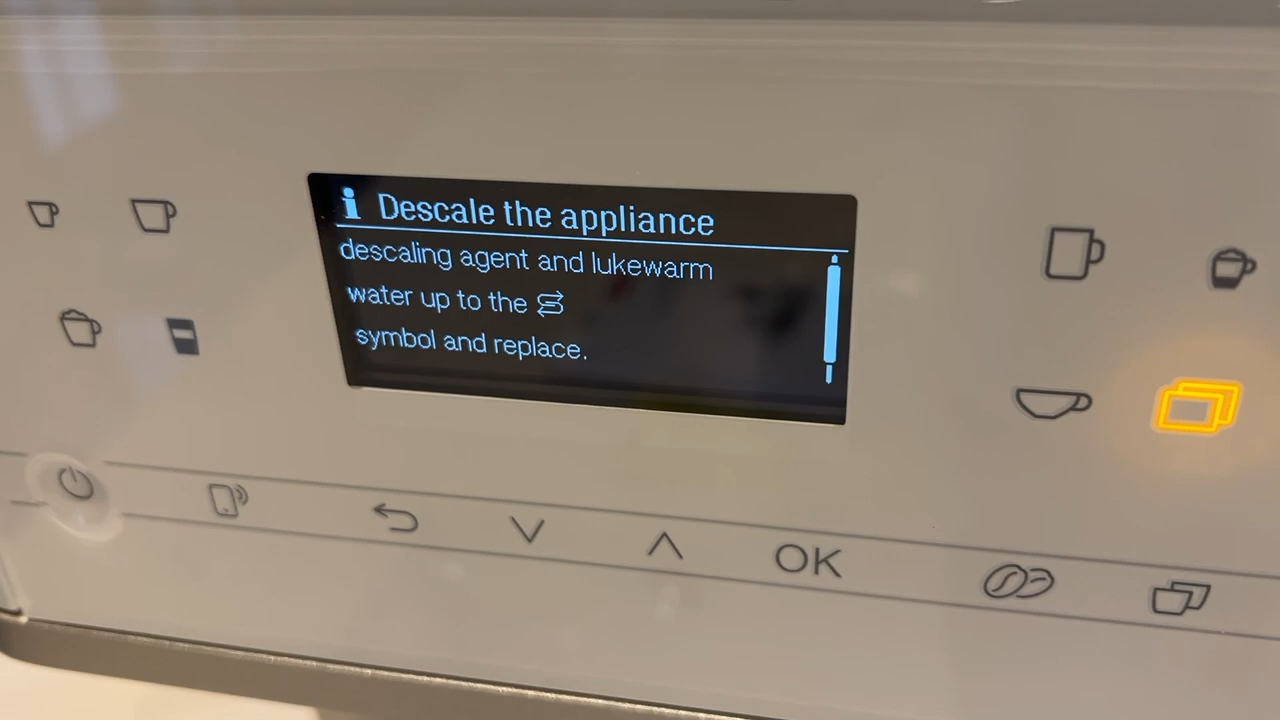 i Descale the appliance
descaling agent and lukewarm
water up to the
symbol and replace.
OK